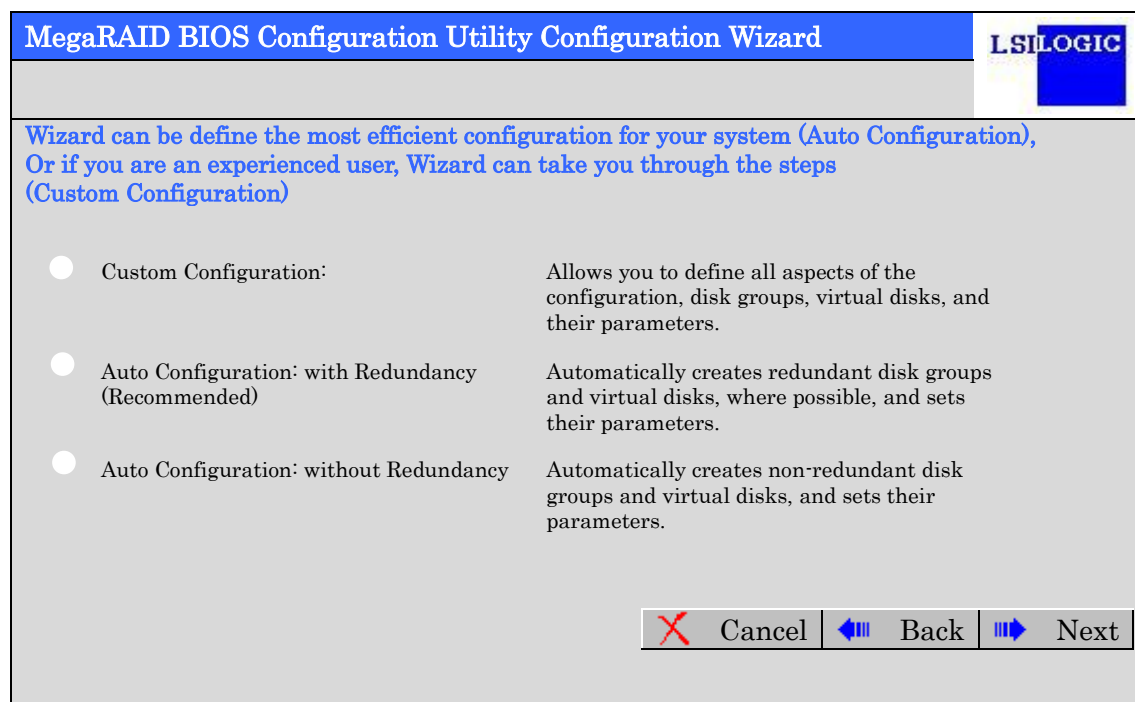 MegaRAID BIOS Configuration Utility Configuration Wizard
LSI LOGIC
Wizard can be define the most efficient configuration for your system (Auto Configuration),
Or if you are an experienced user, Wizard can take you through the steps
(Custom Configuration)
Custom Configuration:
Allows you to define all aspects of the
configuration, disk groups, virtual disks, and
their parameters.
Auto Configuration: with Redundancy
(Recommended)
Automatically creates redundant disk groups
and virtual disks, where possible, and sets
their parameters.
Auto Configuration: without Redundancy
Automatically creates non-redundant disk
groups and virtual disks, and sets their
parameters.
Cancel
Back
Next